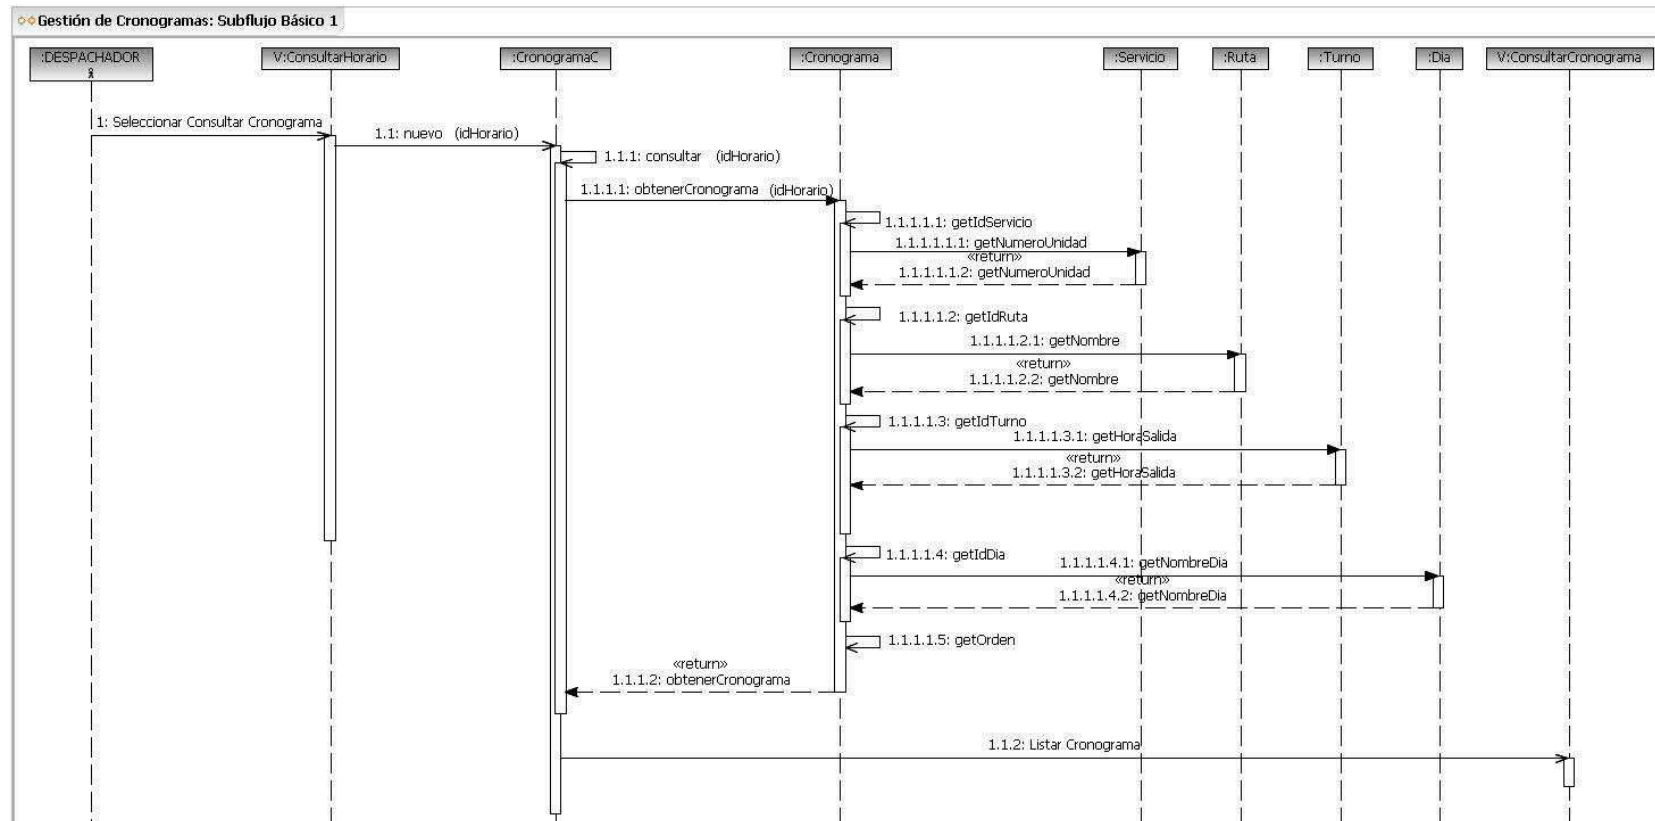 Gestión de Cronogramas: Subflujo Básico 1
:DESPACHADOR
V:ConsultarHorario
:CronogramaC
:Cronograma
:Servicio
:Ruta
:Turno
:Dia
V:ConsultarCronograma
1: Seleccionar Consultar Cronograma
1.1: nuevo (idHorario)
1.1.1: consultar (idHorario)
1.1.1.1: obtenerCronograma (idHorario)
1.1.1.1.1: getIdServicio
1.1.1.1.1.1: getNumeroUnidad
«return»
1.1.1.1.1.2: getNumeroUnidad
1.1.1.1.2: getIdRuta
1.1.1.1.2.1: getNombre
«return»
1.1.1.1.2.2: getNombre
1.1.1.1.3: getIdTurno
1.1.1.1.3.1: getHoraSalida
«return»
1.1.1.1.3.2: getHoraSalida
1.1.1.1.4: getIdDia
1.1.1.1.4.1: getNombreDia
«return»
1.1.1.1.4.2: getNombreDia
1.1.1.1.5: getOrden
«return»
1.1.1.2: obtenerCronograma
1.1.2: Listar Cronograma